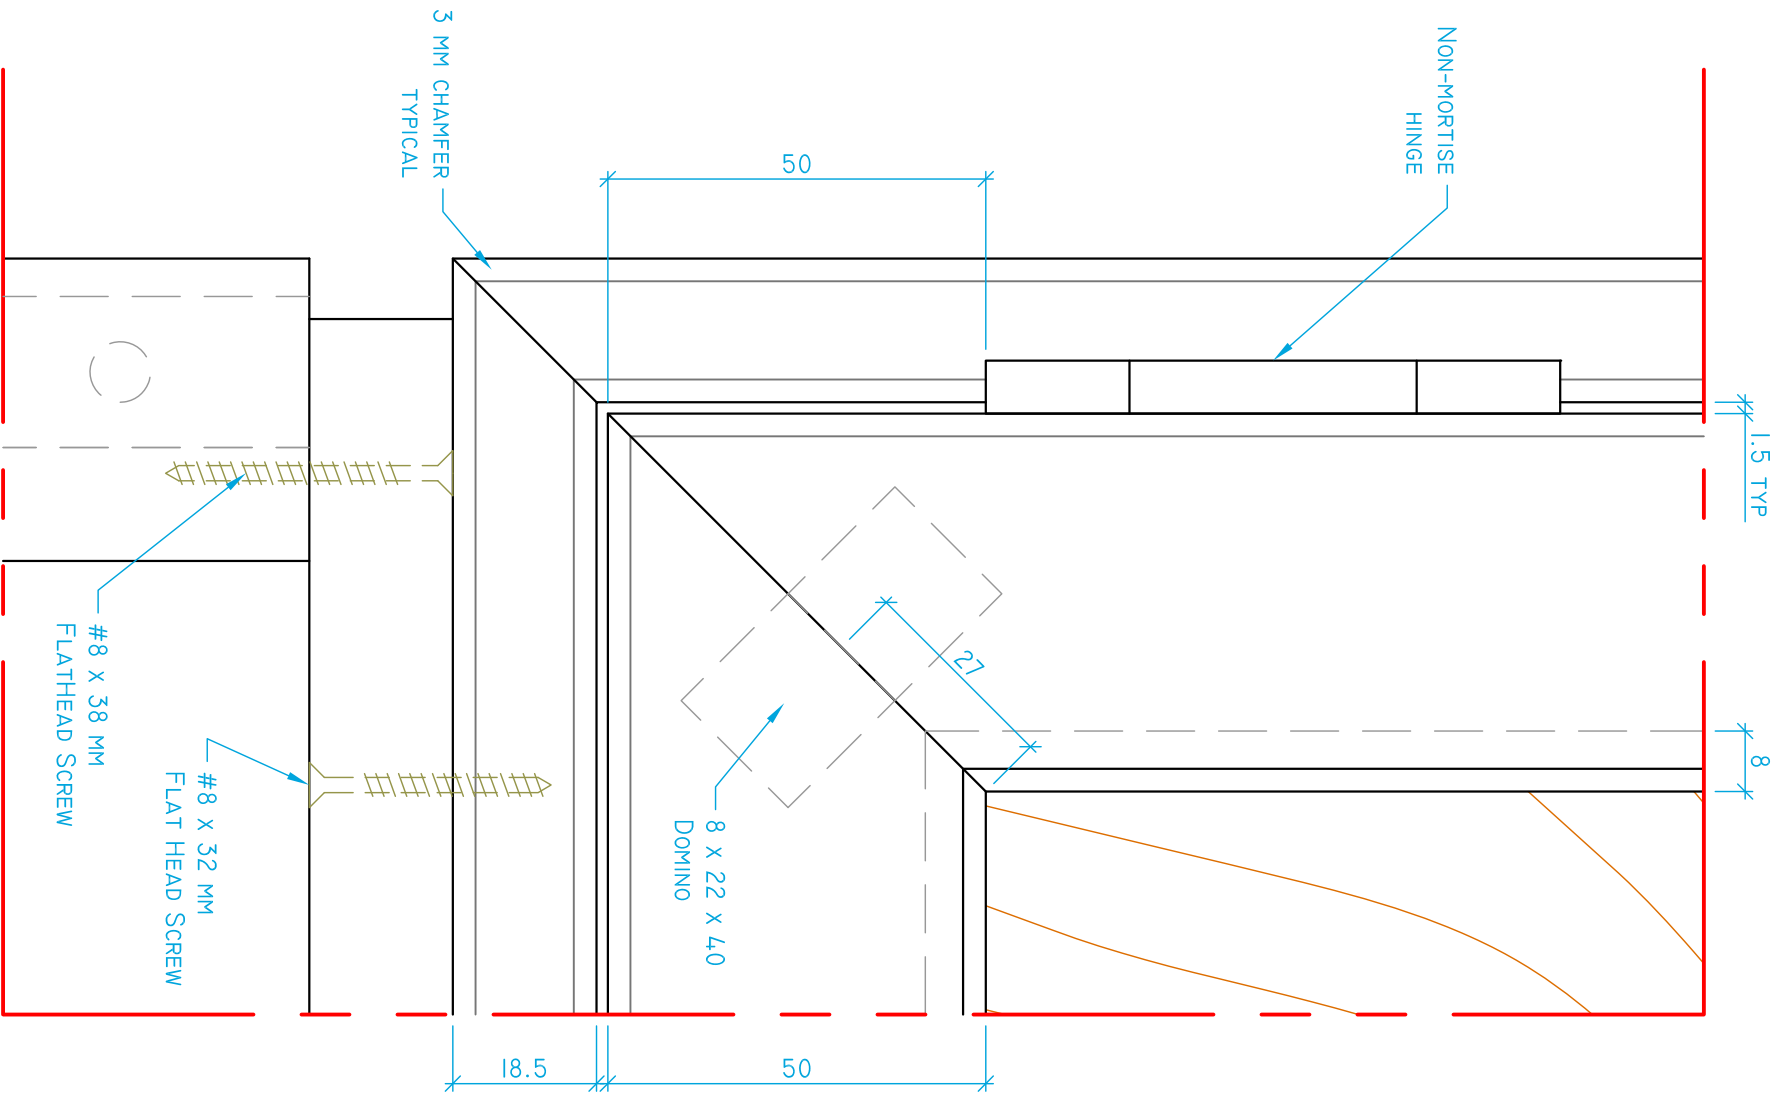 3 MM CHAMFER
TYPICAL
NON-MORTISE
HINGE
50
1.5 TYP
27
8
#8 X 38 MM
FLATHEAD SCREW
#8 X 32 MM
FLAT HEAD SCREW
8 X 22 X 40
DOMINO
18.5
50